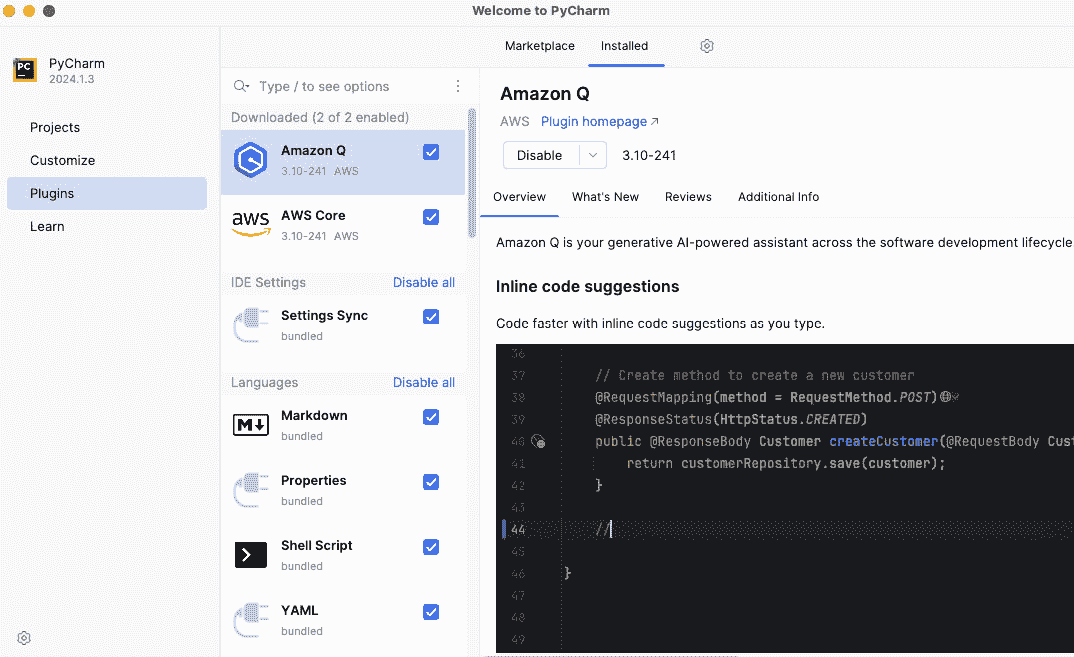 Welcome to PyCharm
PC
PyCharm
2024.1.3
Projects
Customize
Plugins
Learn
Marketplace
Installed
Type / to see options
Downloaded (2 of 2 enabled)
Amazon Q
3.10-241 AWS
aws
AWS Core
3.10-241 AWS
IDE Settings
Disable all
Settings Sync
bundled
Languages
Disable all
M
Markdown
bundled
Properties
bundled
Shell Script
bundled
YAML
bundled
Amazon Q
AWS Plugin homepage
Disable
3.10-241
Overview
What's New
Reviews
Additional Info
Amazon Q is your generative AI-powered assistant across the software development lifecycle
Inline code suggestions
Code faster with inline code suggestions as you type.
36
37 // Create method to create a new customer
38 @RequestMapping(method = RequestMethod.POST)
39 @ResponseStatus(HttpStatus.CREATED)
40 public @ResponseBody Customer createCustomer(@RequestBody Cust
41 return customerRepository.save(customer);
42 }
43
44 //
45
46 }
47
48
49